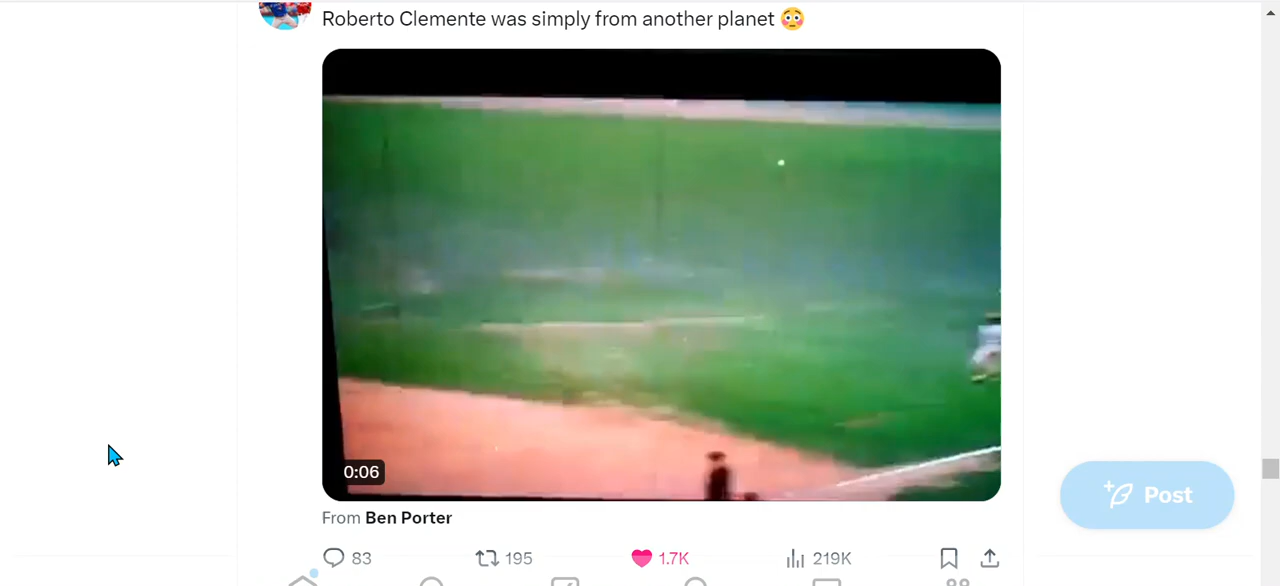 Roberto Clemente was simply from another planet 😳
0:06
From Ben Porter
83 195 1.7K 219K
Post